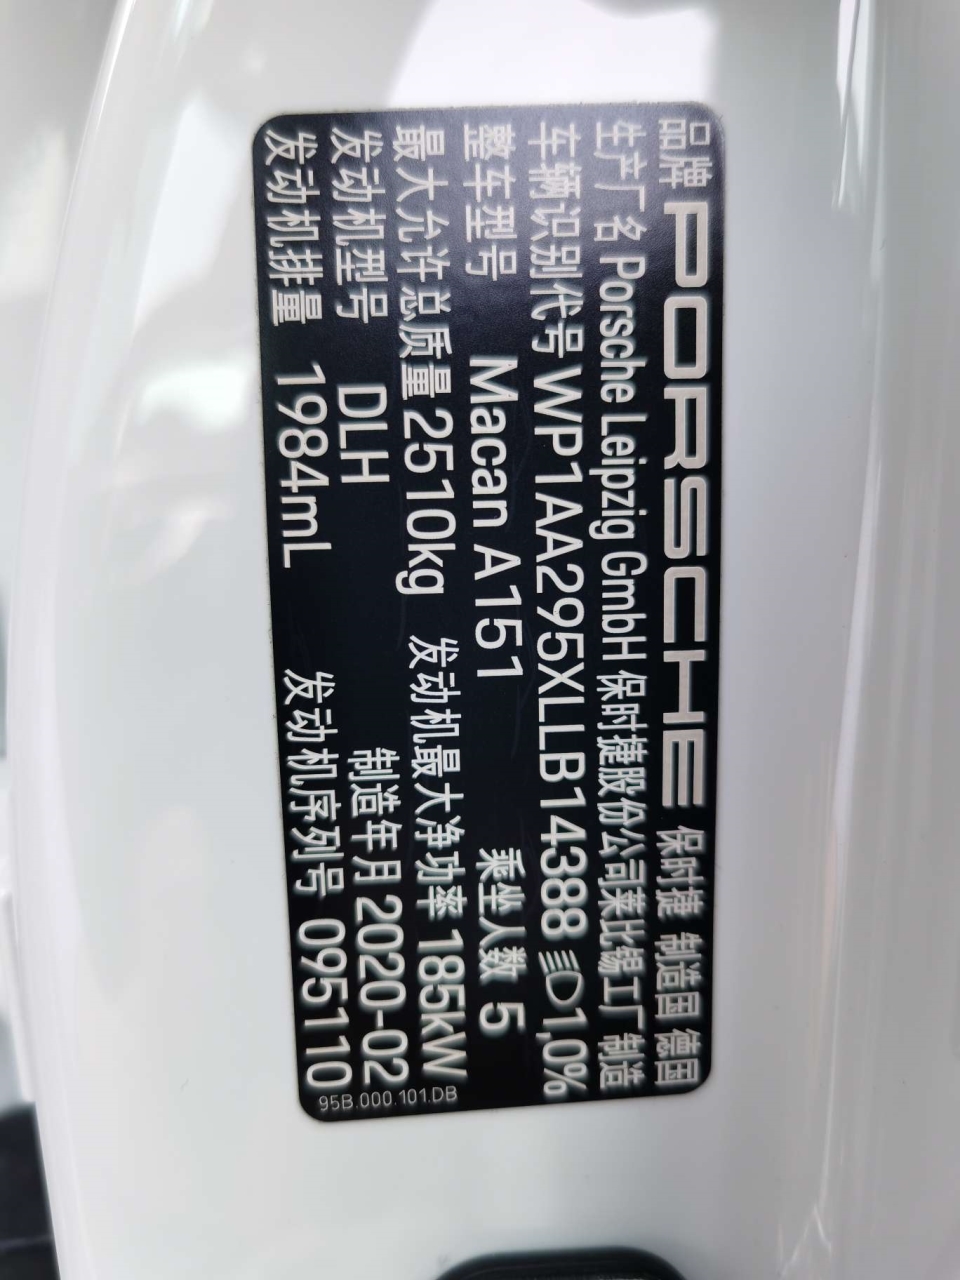 品牌 PORSCHE 保时捷 制造国 德国
生产厂名 Porsche Leipzig GmbH 保时捷股份公司莱比锡工厂 制造
车辆识别代号 WP1AA295XLLB14388 1,0%
整车型号 Macan A151 乘坐人数 5
最大允许总质量 2510kg 发动机最大净功率 185kW
发动机型号 DLH 制造年月 2020-02
发动机排量 1984mL 发动机序列号 095110
95B.000.101.DB